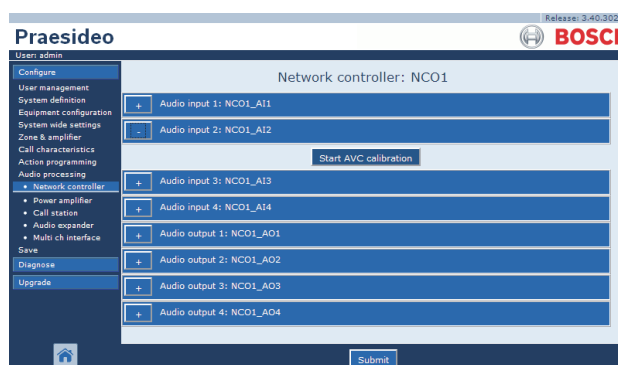 Release: 3.40.302
Praesideo
BOSCH
User: admin
Configure
User management
System definition
Equipment configuration
System wide settings
Zone & amplifier
Call characteristics
Action programming
Audio processing
• Network controller
• Power amplifier
• Call station
• Audio expander
• Multi ch interface
Save
Diagnose
Upgrade
Network controller: NCO1
+ Audio input 1: NCO1_AI1
- Audio input 2: NCO1_AI2
Start AVC calibration
+ Audio input 3: NCO1_AI3
+ Audio input 4: NCO1_AI4
+ Audio output 1: NCO1_AO1
+ Audio output 2: NCO1_AO2
+ Audio output 3: NCO1_AO3
+ Audio output 4: NCO1_AO4
Submit